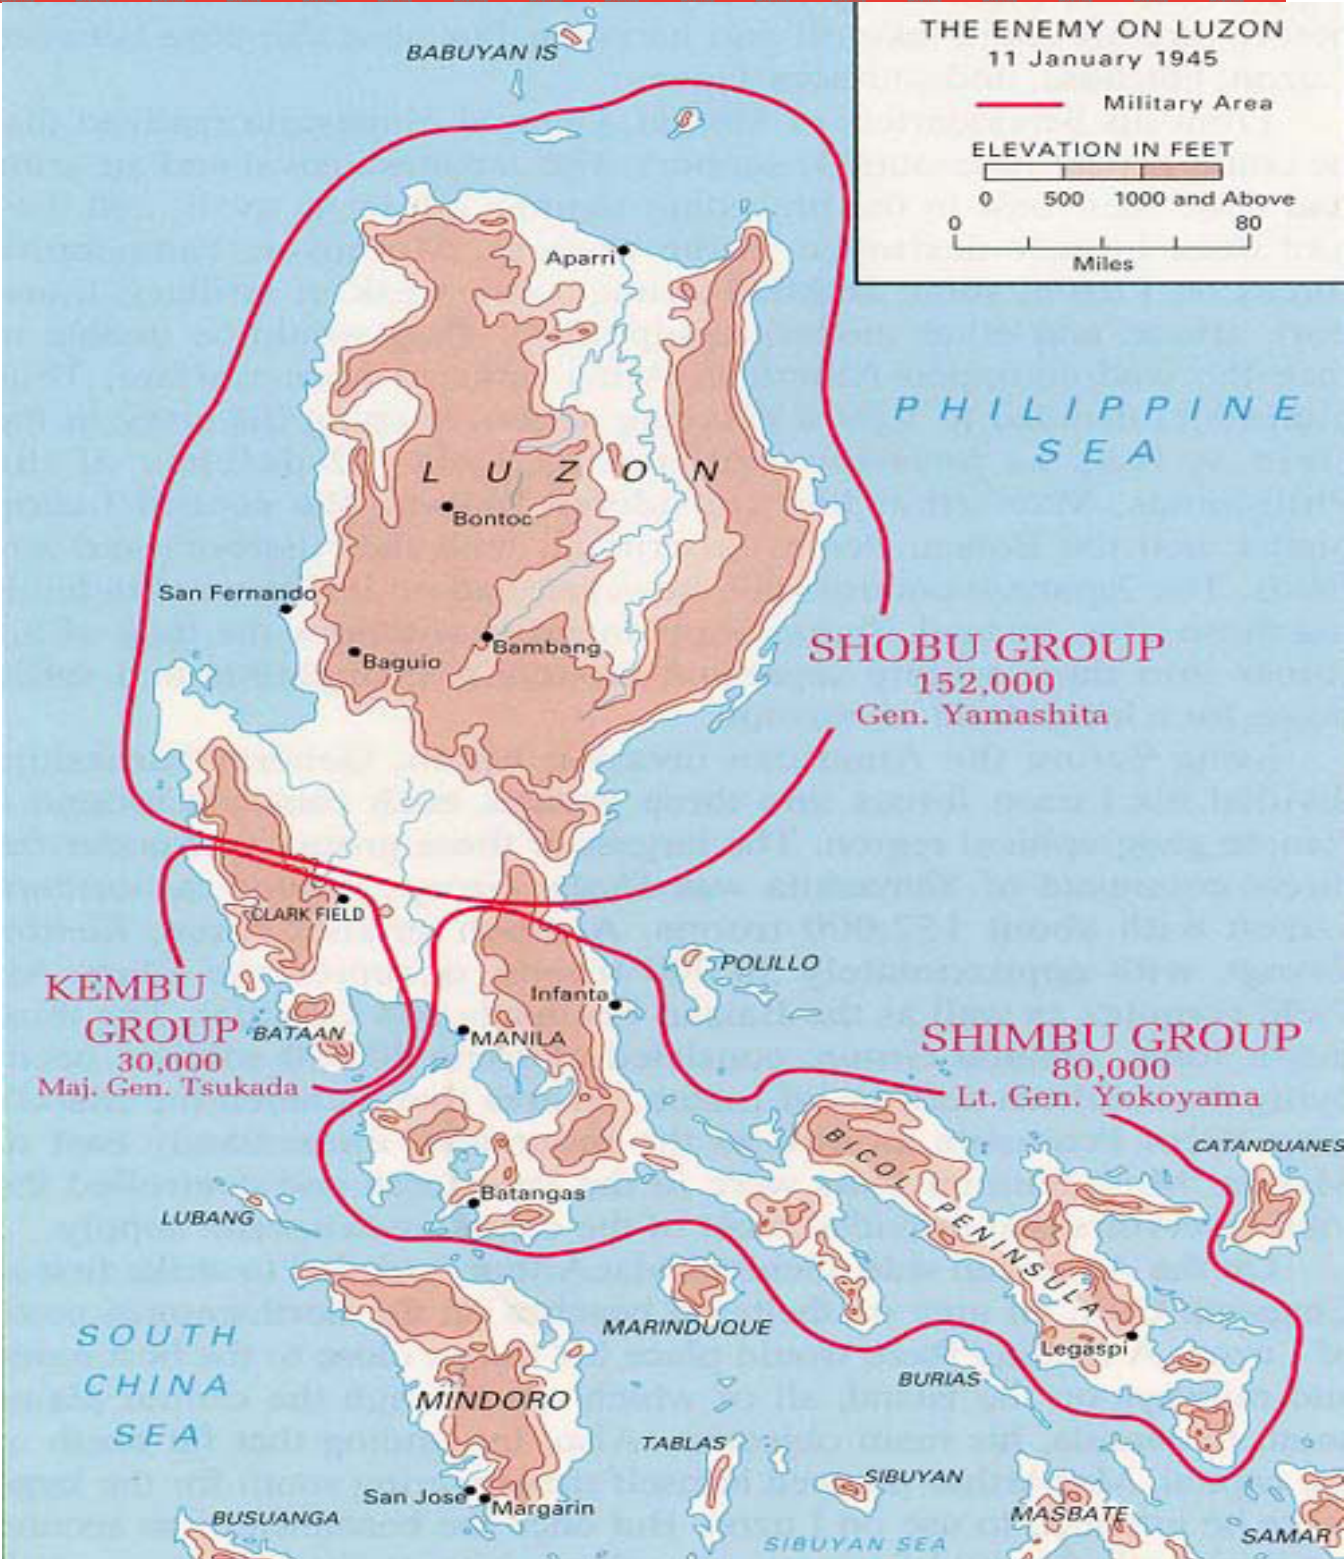 THE ENEMY ON LUZON
11 January 1945
Military Area
ELEVATION IN FEET
0 500 1000 and Above
0 80
Miles
BABUYAN IS
Aparri
PHILIPPINE
SEA
LUZON
Bontoc
San Fernando
Baguio
Bambang
SHOBU GROUP
152,000
Gen. Yamashita
CLARK FIELD
KEMBU
GROUP
30,000
Maj. Gen. Tsukada
BATAAN
MANILA
Infanta
POLILLO
SHIMBU GROUP
80,000
Lt. Gen. Yokoyama
CATANDUANES
BICOL PENINSULA
Batangas
LUBANG
MARINDUQUE
Legaspi
BURIAS
SOUTH
CHINA
SEA
MINDORO
TABLAS
SIBUYAN
San Jose
Margarin
BUSUANGA
MASBATE
SAMAR
SIBUYAN SEA